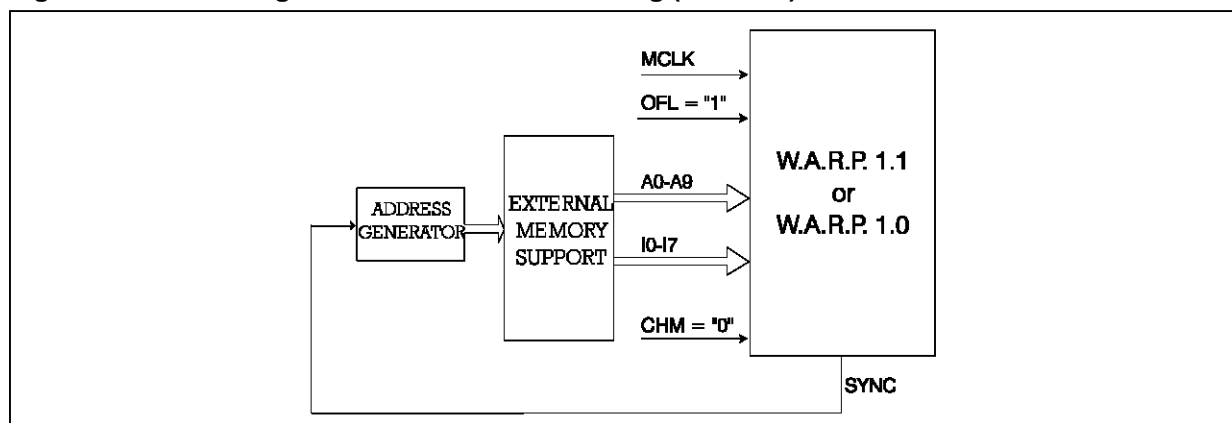 MCLK
OFL = "1"
W.A.R.P. 1.1
or
W.A.R.P. 1.0
A0-A9
ADDRESS
GENERATOR
EXTERNAL
MEMORY
SUPPORT
I0-I7
CHM = "0"
SYNC